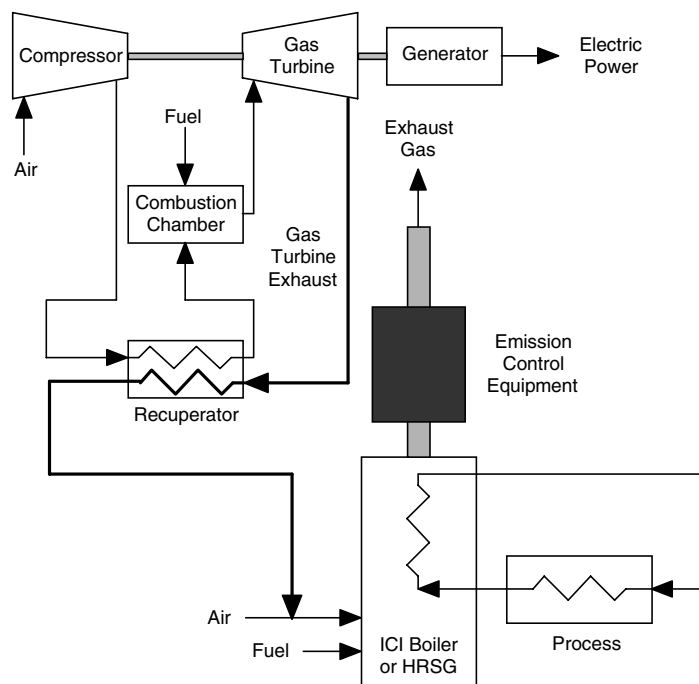 Compressor
Gas
Turbine
Generator
Electric
Power
Air
Fuel
Combustion
Chamber
Gas
Turbine
Exhaust
Exhaust
Gas
Recuperator
Emission
Control
Equipment
Air
Fuel
ICI Boiler
or HRSG
Process